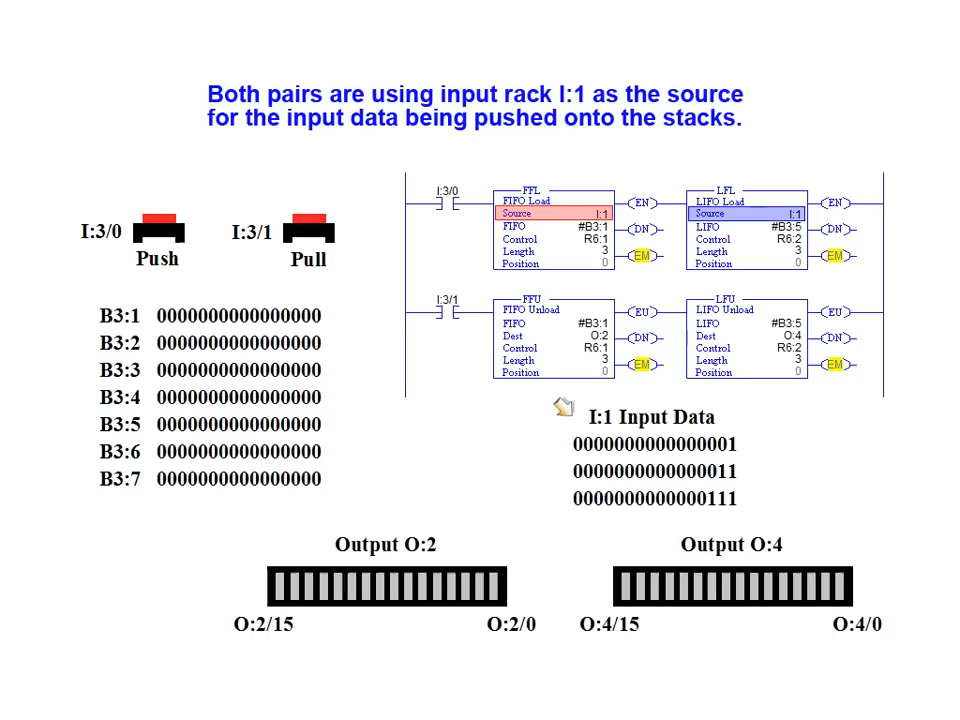 Both pairs are using input rack I:1 as the source
for the input data being pushed onto the stacks.
I:3/0
Push
I:3/1
Pull
I:3/0
FFL
FIFO Load
Source I:1
FIFO #B3:1
Control R6:1
Length 3
Position 0
EN
DN
EM
LFL
LIFO Load
Source I:1
LIFO #B3:5
Control R6:2
Length 3
Position 0
EN
DN
EM
I:3/1
FFU
FIFO Unload
FIFO #B3:1
Dest O:2
Control R6:1
Length 3
Position 0
EU
DN
EM
LFU
LIFO Unload
LIFO #B3:5
Dest O:4
Control R6:2
Length 3
Position 0
EU
DN
EM
B3:1 0000000000000000
B3:2 0000000000000000
B3:3 0000000000000000
B3:4 0000000000000000
B3:5 0000000000000000
B3:6 0000000000000000
B3:7 0000000000000000
I:1 Input Data
0000000000000001
0000000000000011
0000000000000111
Output O:2
O:2/15 O:2/0
Output O:4
O:4/15 O:4/0